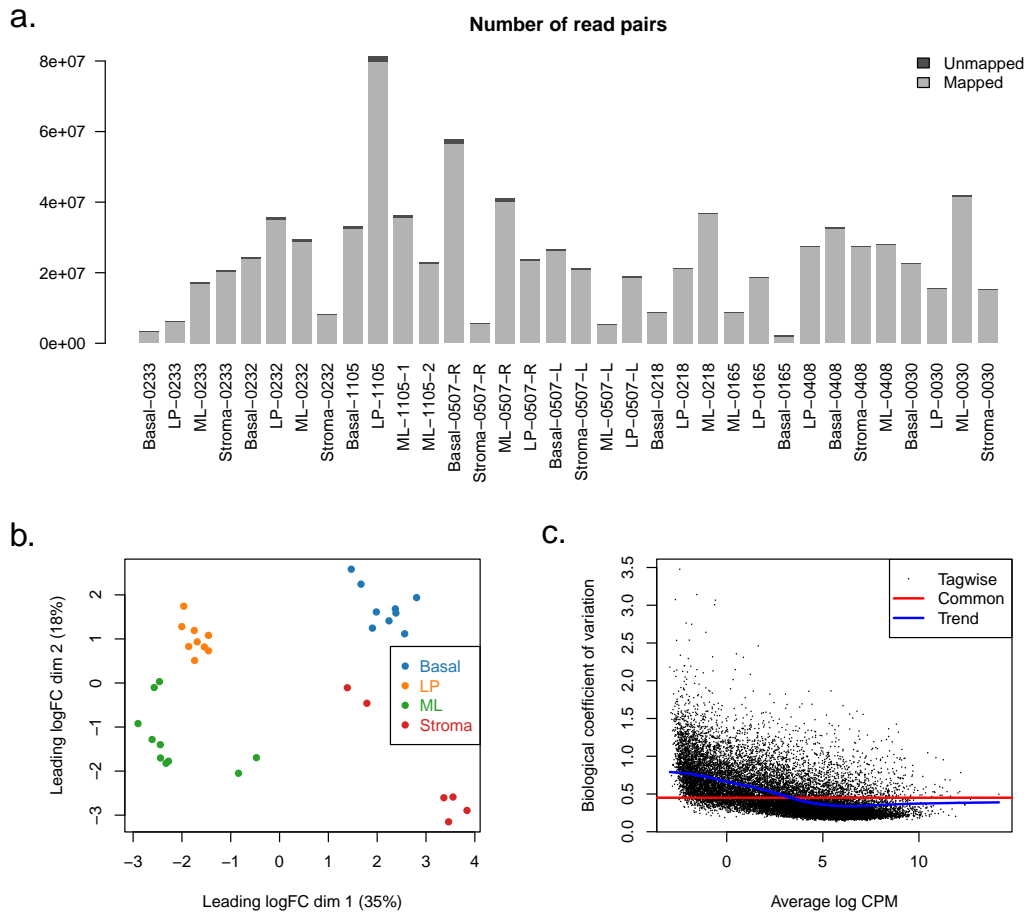 a.
Number of read pairs
8e+07
6e+07
4e+07
2e+07
0e+00
Unmapped
Mapped
Basal−0233
LP−0233
ML−0233
Stroma−0233
Basal−0232
LP−0232
ML−0232
Stroma−0232
Basal−1105
LP−1105
ML−1105−1
ML−1105−2
Basal−0507−R
Stroma−0507−R
ML−0507−R
LP−0507−R
Basal−0507−L
Stroma−0507−L
ML−0507−L
LP−0507−L
Basal−0218
LP−0218
ML−0218
ML−0165
LP−0165
Basal−0165
LP−0408
Basal−0408
Stroma−0408
ML−0408
Basal−0030
LP−0030
ML−0030
Stroma−0030
b.
Leading logFC dim 2 (18%)
2
1
0
−1
−2
−3
Basal
LP
ML
Stroma
−3 −2 −1 0 1 2 3 4
Leading logFC dim 1 (35%)
c.
Biological coefficient of variation
3.5
3.0
2.5
2.0
1.5
1.0
0.5
0.0
Tagwise
Common
Trend
0 5 10
Average log CPM